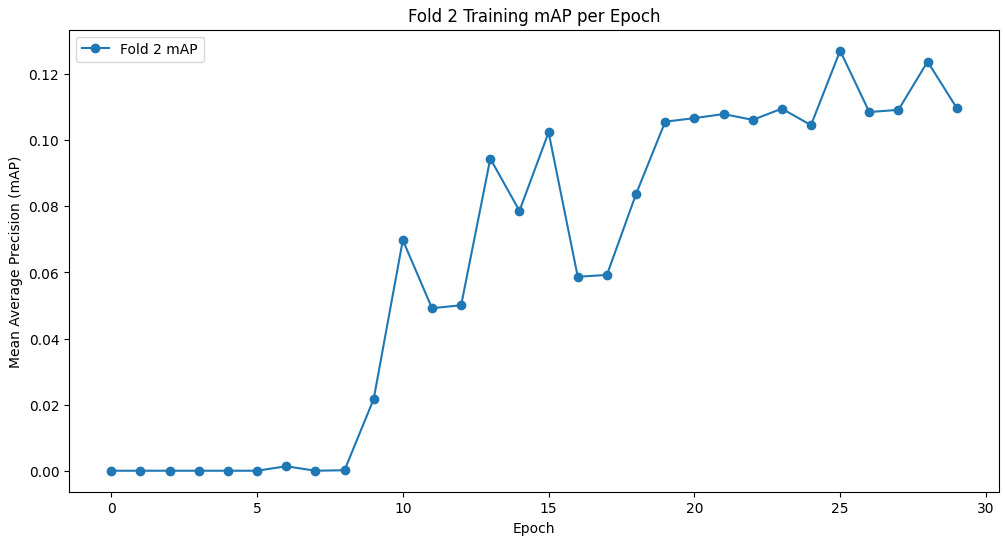 Fold 2 Training mAP per Epoch
Fold 2 mAP
Mean Average Precision (mAP)
0.12
0.10
0.08
0.06
0.04
0.02
0.00
0 5 10 15 20 25 30
Epoch